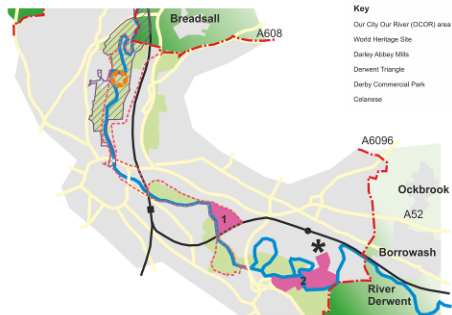 Breadsall
A608
Key
Our City Our River (OCOR) area
World Heritage Site
Darley Abbey Mills
Derwent Triangle
Derby Commercial Park
Celanese
A6096
Ockbrook
A52
1
*
Borrowash
2
River
Derwent